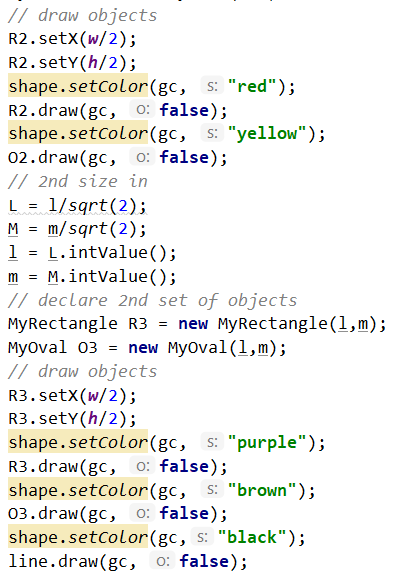 // draw objects
R2.setX(w/2);
R2.setY(h/2);
shape.setColor(gc, s: "red");
R2.draw(gc, o: false);
shape.setColor(gc, s: "yellow");
O2.draw(gc, o: false);
// 2nd size in
L = l/sqrt(2);
M = m/sqrt(2);
l = L.intValue();
m = M.intValue();
// declare 2nd set of objects
MyRectangle R3 = new MyRectangle(l,m);
MyOval O3 = new MyOval(l,m);
// draw objects
R3.setX(w/2);
R3.setY(h/2);
shape.setColor(gc, s: "purple");
R3.draw(gc, o: false);
shape.setColor(gc, s: "brown");
O3.draw(gc, o: false);
shape.setColor(gc, s: "black");
line.draw(gc, o: false);